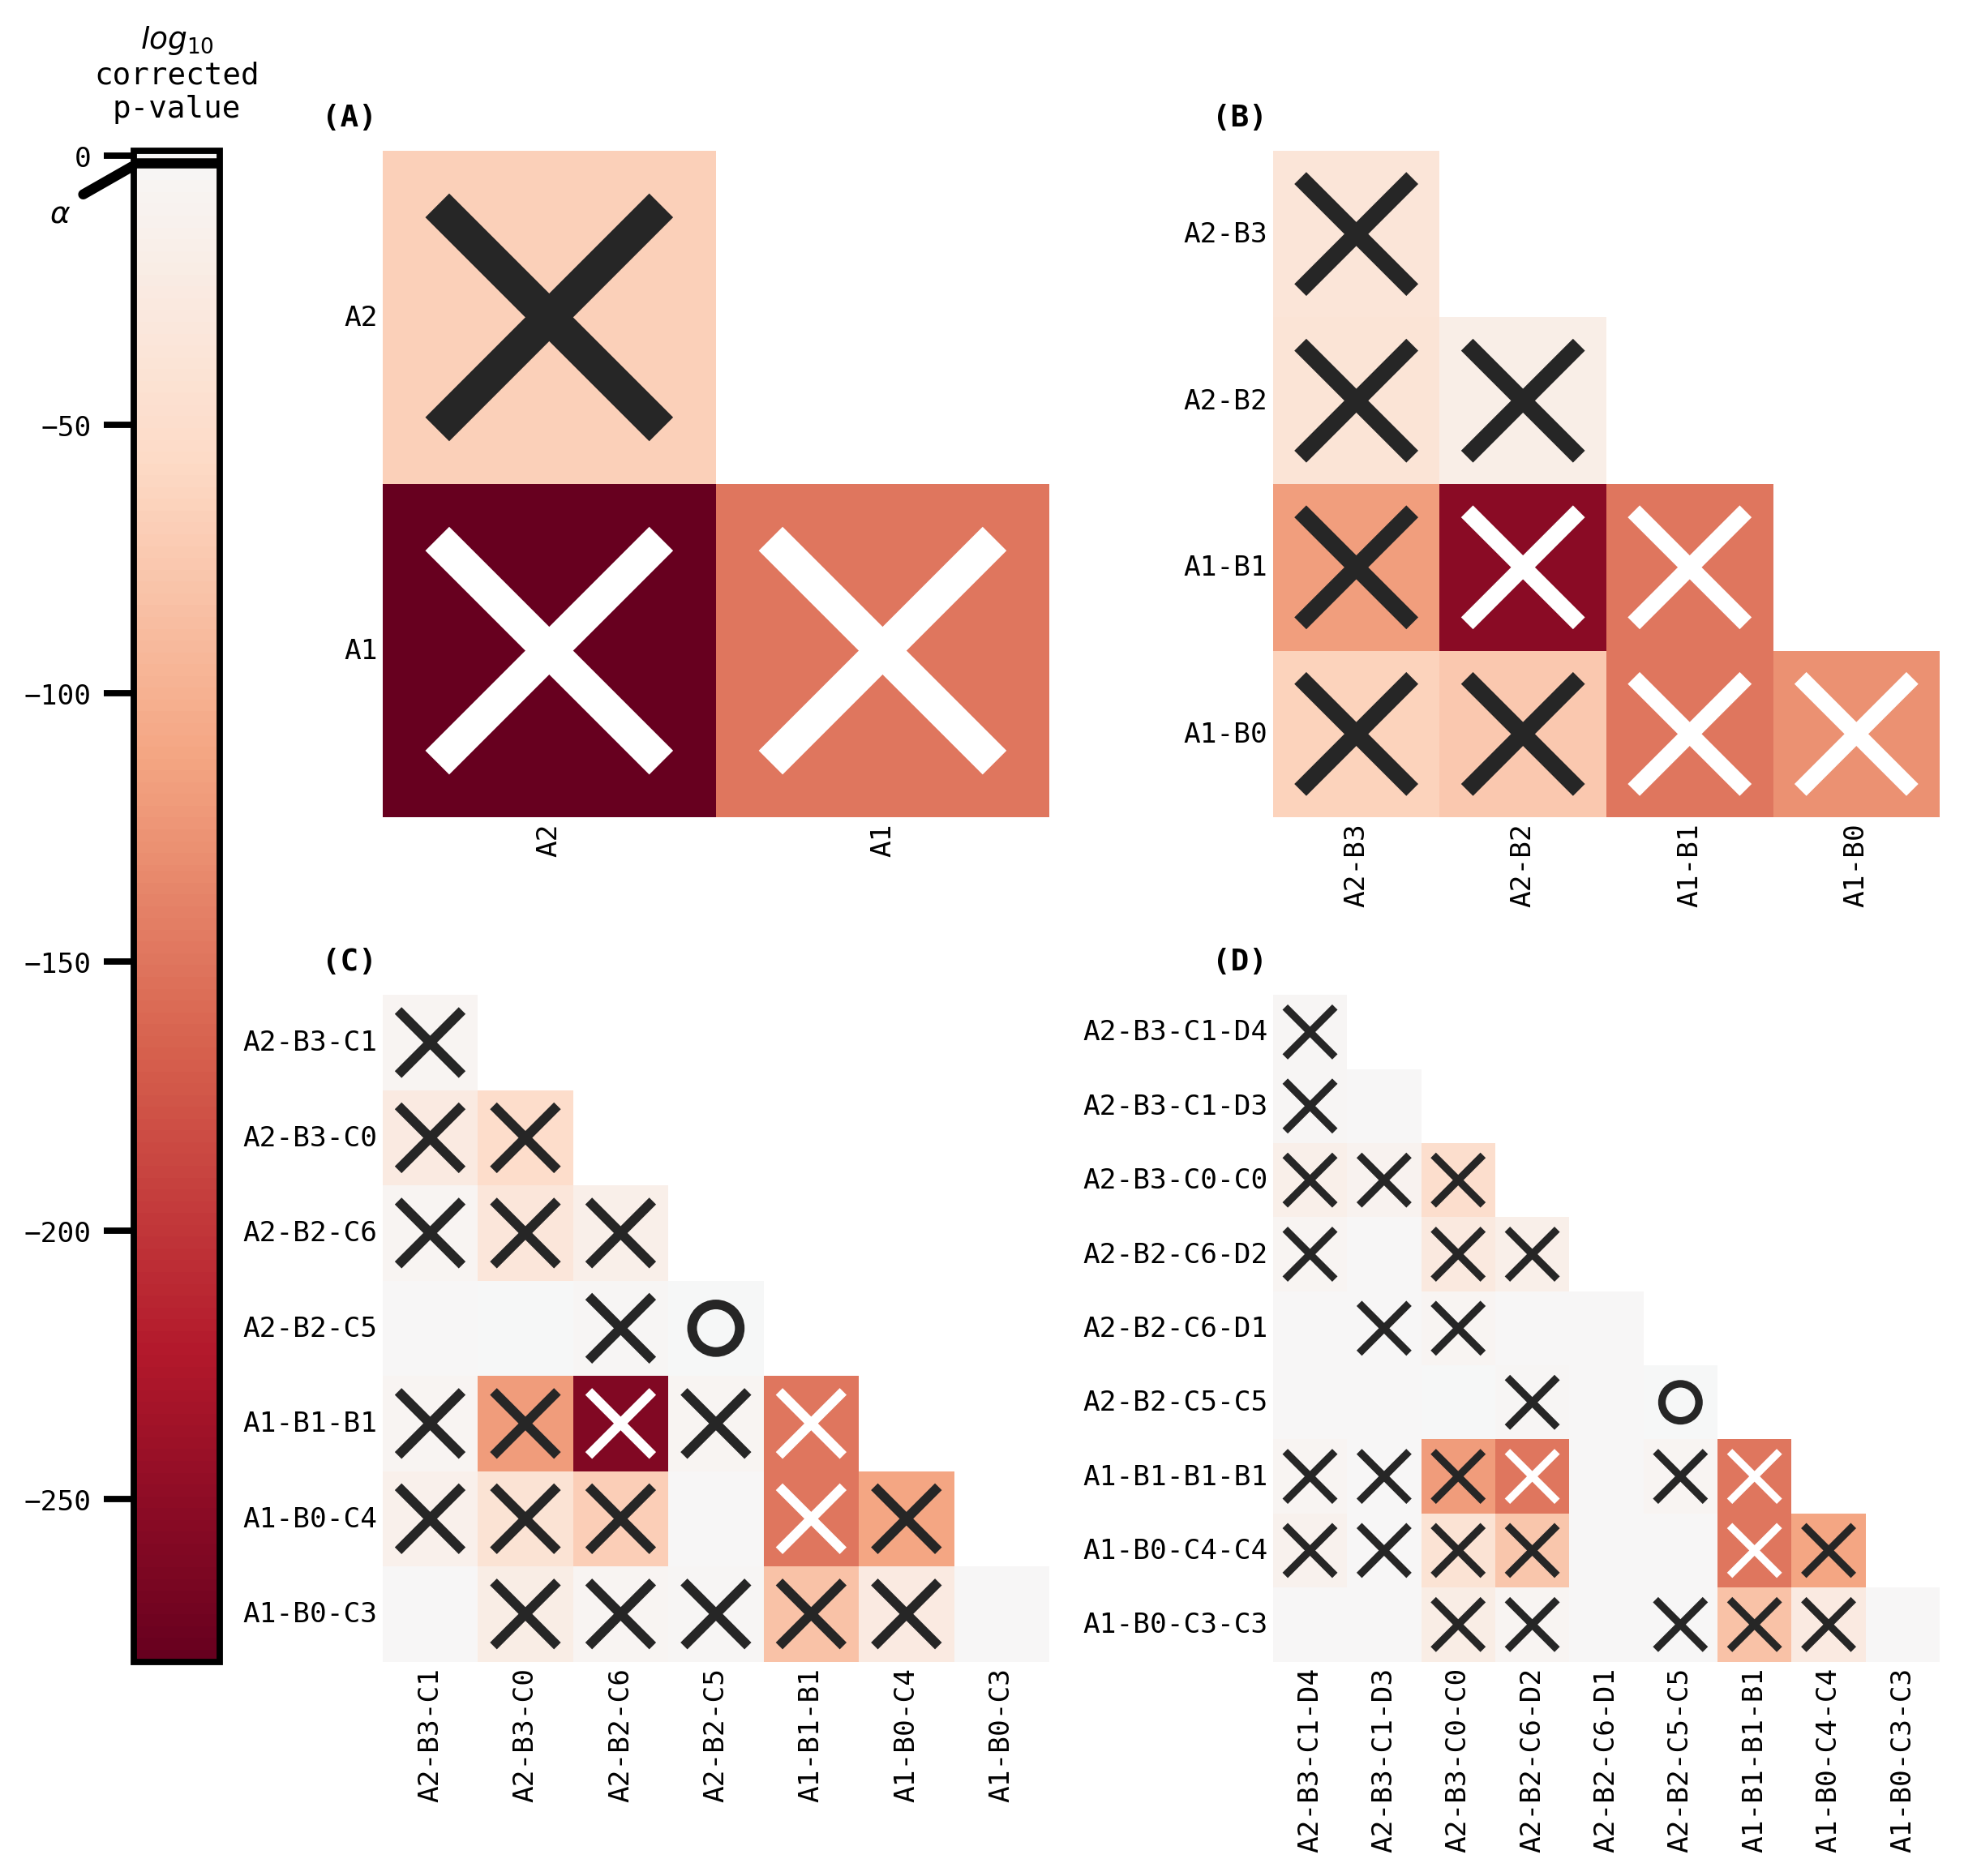 log10
corrected
p-value
0
α
−50
−100
−150
−200
−250
(A)
A2
A1
A2
A1
(B)
A2-B3
A2-B2
A1-B1
A1-B0
A2-B3
A2-B2
A1-B1
A1-B0
(C)
A2-B3-C1
A2-B3-C0
A2-B2-C6
A2-B2-C5
A1-B1-B1
A1-B0-C4
A1-B0-C3
A2-B3-C1
A2-B3-C0
A2-B2-C6
A2-B2-C5
A1-B1-B1
A1-B0-C4
A1-B0-C3
(D)
A2-B3-C1-D4
A2-B3-C1-D3
A2-B3-C0-C0
A2-B2-C6-D2
A2-B2-C6-D1
A2-B2-C5-C5
A1-B1-B1-B1
A1-B0-C4-C4
A1-B0-C3-C3
A2-B3-C1-D4
A2-B3-C1-D3
A2-B3-C0-C0
A2-B2-C6-D2
A2-B2-C6-D1
A2-B2-C5-C5
A1-B1-B1-B1
A1-B0-C4-C4
A1-B0-C3-C3